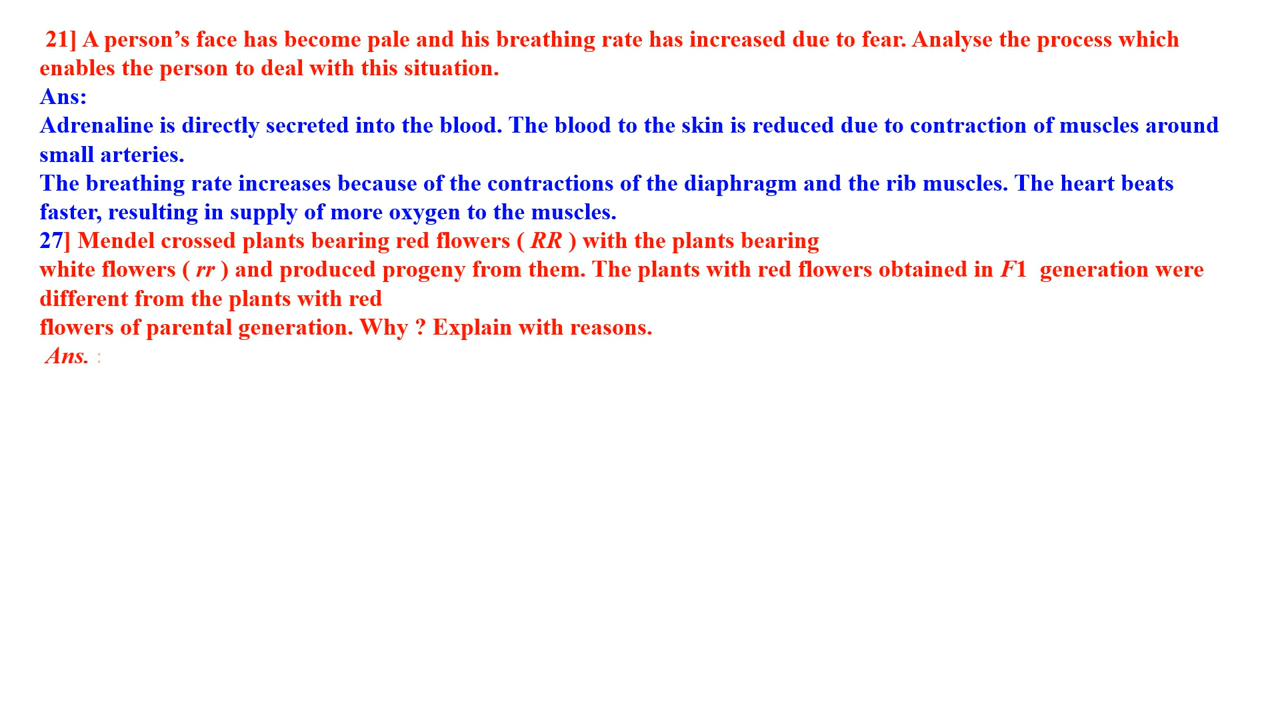 21] A person’s face has become pale and his breathing rate has increased due to fear. Analyse the process which
enables the person to deal with this situation.
Ans:
Adrenaline is directly secreted into the blood. The blood to the skin is reduced due to contraction of muscles around
small arteries.
The breathing rate increases because of the contractions of the diaphragm and the rib muscles. The heart beats
faster, resulting in supply of more oxygen to the muscles.
27] Mendel crossed plants bearing red flowers ( RR ) with the plants bearing
white flowers ( rr ) and produced progeny from them. The plants with red flowers obtained in F1 generation were
different from the plants with red
flowers of parental generation. Why ? Explain with reasons.
Ans. :